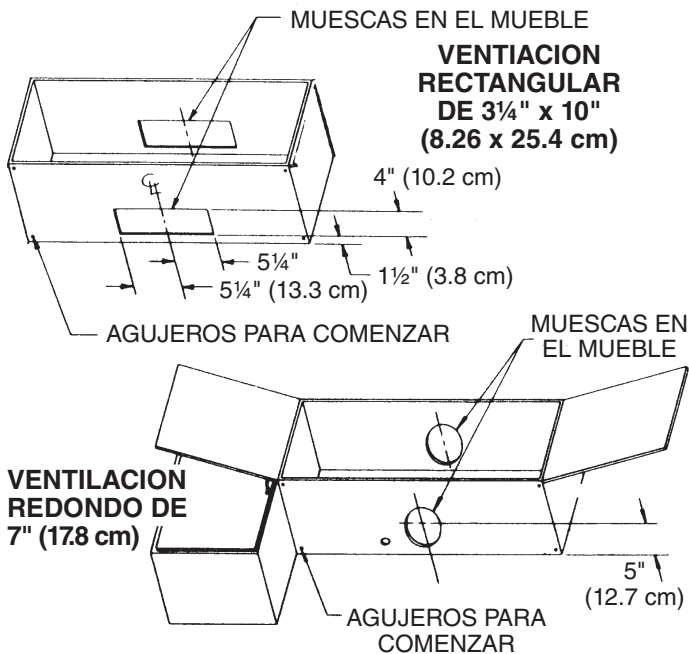 MUESCAS EN EL MUEBLE
VENTIACION
RECTANGULAR
DE 3¼" x 10"
(8.26 x 25.4 cm)
4" (10.2 cm)
℄
5¼"
1½" (3.8 cm)
5¼" (13.3 cm)
AGUJEROS PARA COMENZAR
MUESCAS EN
EL MUEBLE
VENTILACION
REDONDO DE
7" (17.8 cm)
5"
(12.7 cm)
AGUJEROS PARA
COMENZAR